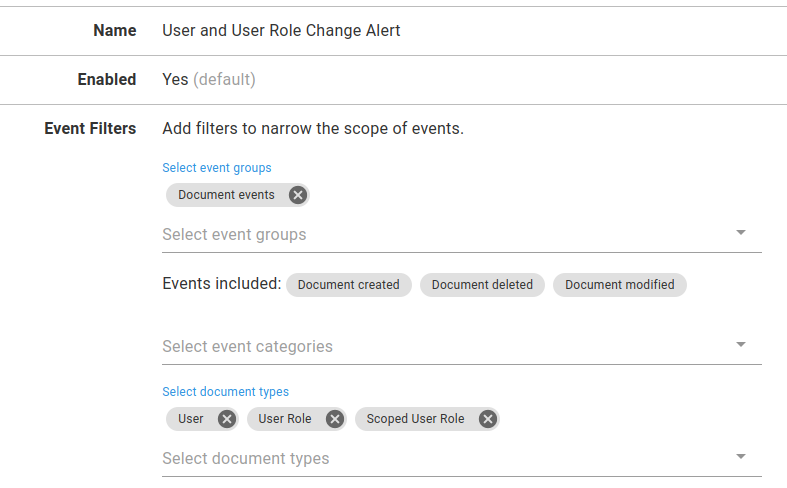 Name User and User Role Change Alert
Enabled Yes (default)
Event Filters Add filters to narrow the scope of events.
Select event groups
Document events
Select event groups
Events included: Document created Document deleted Document modified
Select event categories
Select document types
User User Role Scoped User Role
Select document types